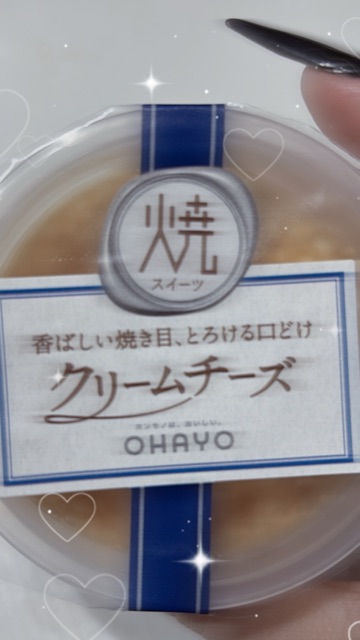 焼
スイーツ
香ばしい焼き目、とろける口どけ
クリームチーズ
ホンモノは、おいしい。
OHAYO